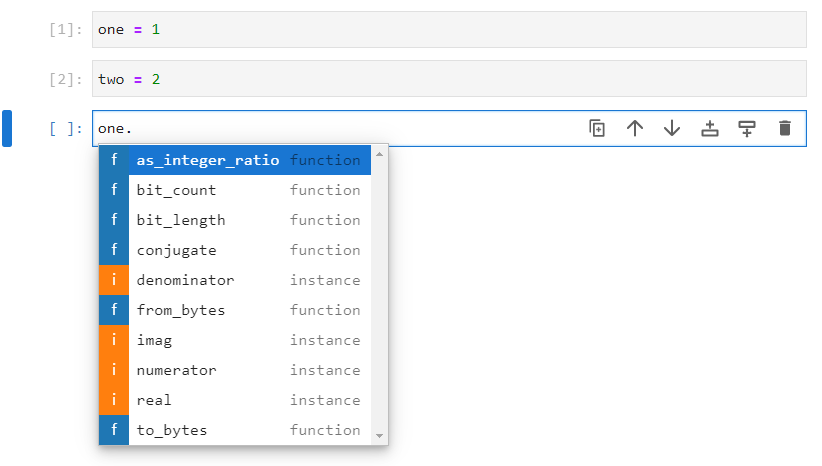 [1]: one = 1
[2]: two = 2
[ ]: one.
f as_integer_ratio function
f bit_count function
f bit_length function
f conjugate function
i denominator instance
f from_bytes function
i imag instance
i numerator instance
i real instance
f to_bytes function